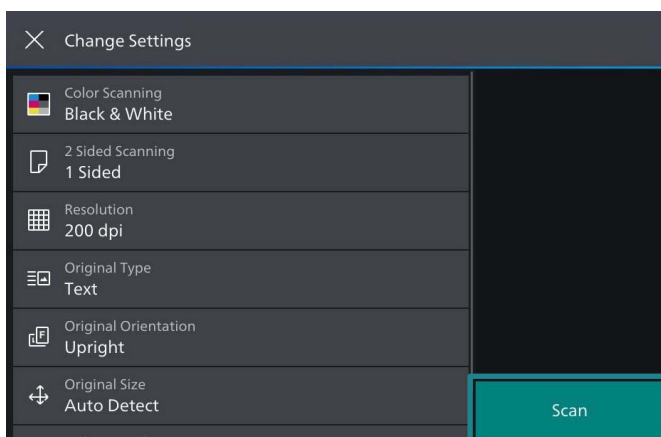 Change Settings
Color Scanning
Black & White
2 Sided Scanning
1 Sided
Resolution
200 dpi
Original Type
Text
Original Orientation
Upright
Original Size
Auto Detect
Scan